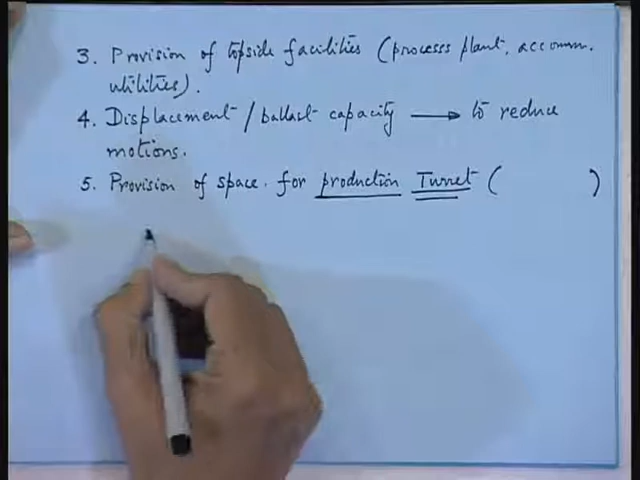 3. Provision of topside facilities (process plant, accomm.
utilities).
4. Displacement / ballast capacity → to reduce
motions.
5. Provision of space for production Turret ( )